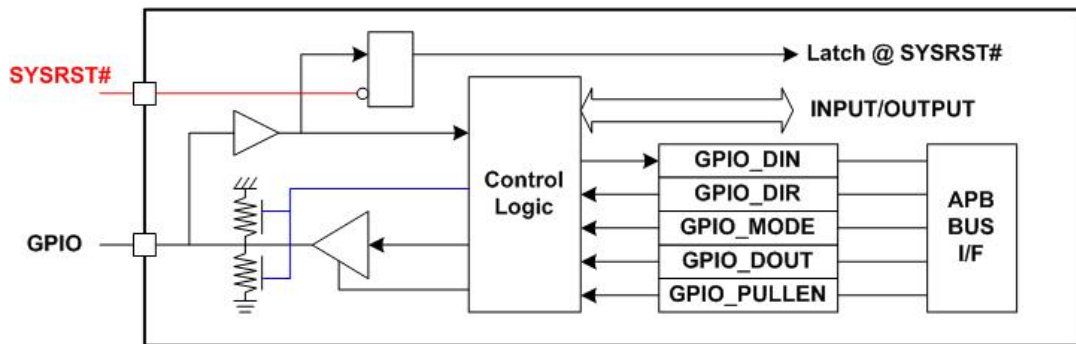 SYSRST#
Latch @ SYSRST#
INPUT/OUTPUT
Control
Logic
GPIO_DIN
GPIO_DIR
GPIO_MODE
GPIO_DOUT
GPIO_PULLEN
APB
BUS
I/F
GPIO